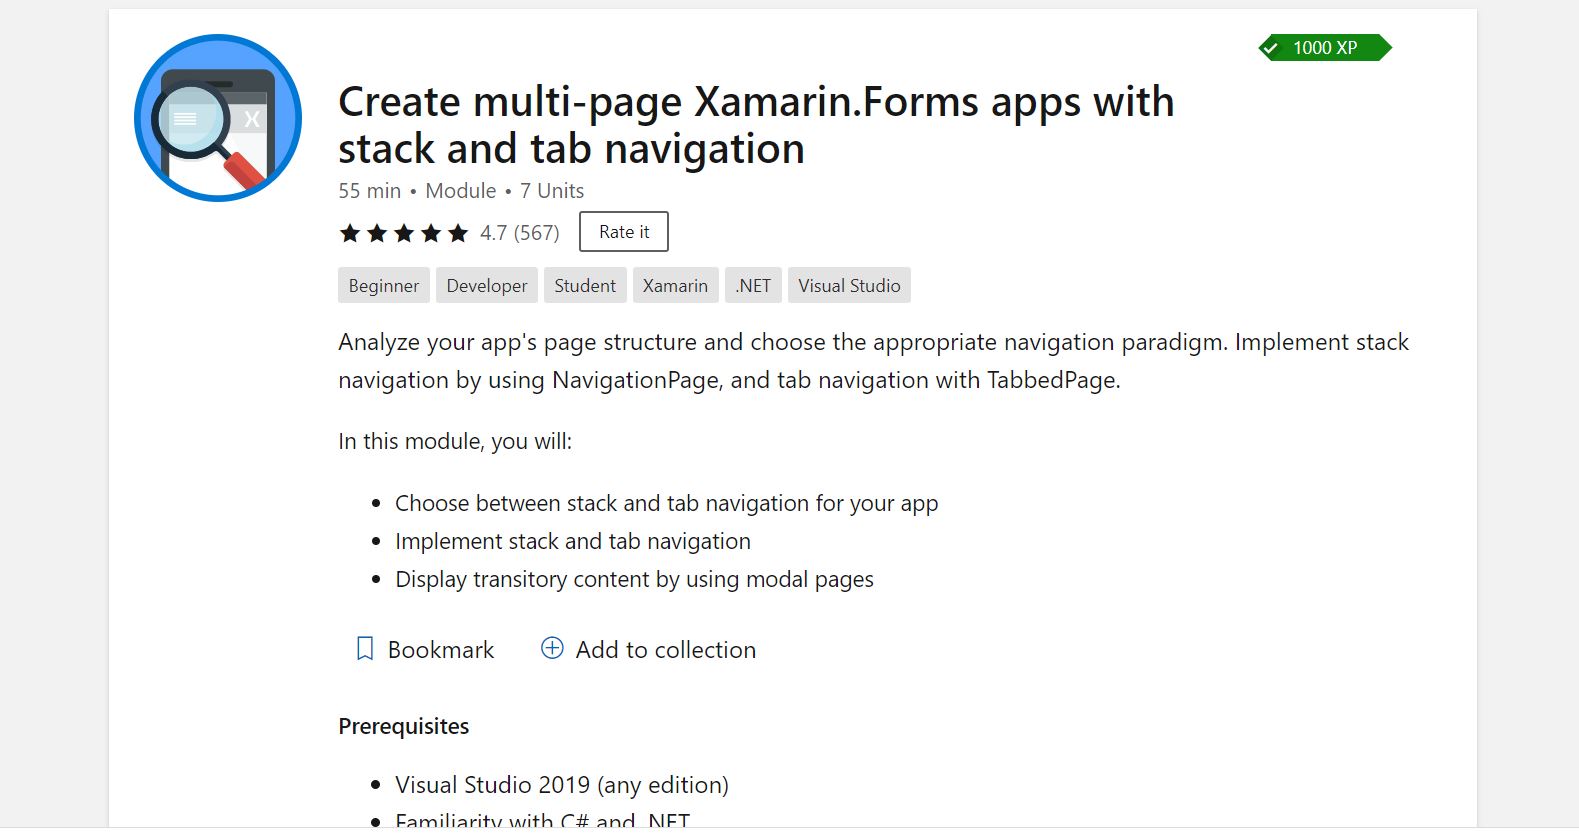 1000 XP
Create multi-page Xamarin.Forms apps with
stack and tab navigation
55 min • Module • 7 Units
4.7 (567) Rate it
Beginner Developer Student Xamarin .NET Visual Studio
Analyze your app's page structure and choose the appropriate navigation paradigm. Implement stack
navigation by using NavigationPage, and tab navigation with TabbedPage.
In this module, you will:
• Choose between stack and tab navigation for your app
• Implement stack and tab navigation
• Display transitory content by using modal pages
Bookmark Add to collection
Prerequisites
• Visual Studio 2019 (any edition)
• Familiarity with C# and .NET